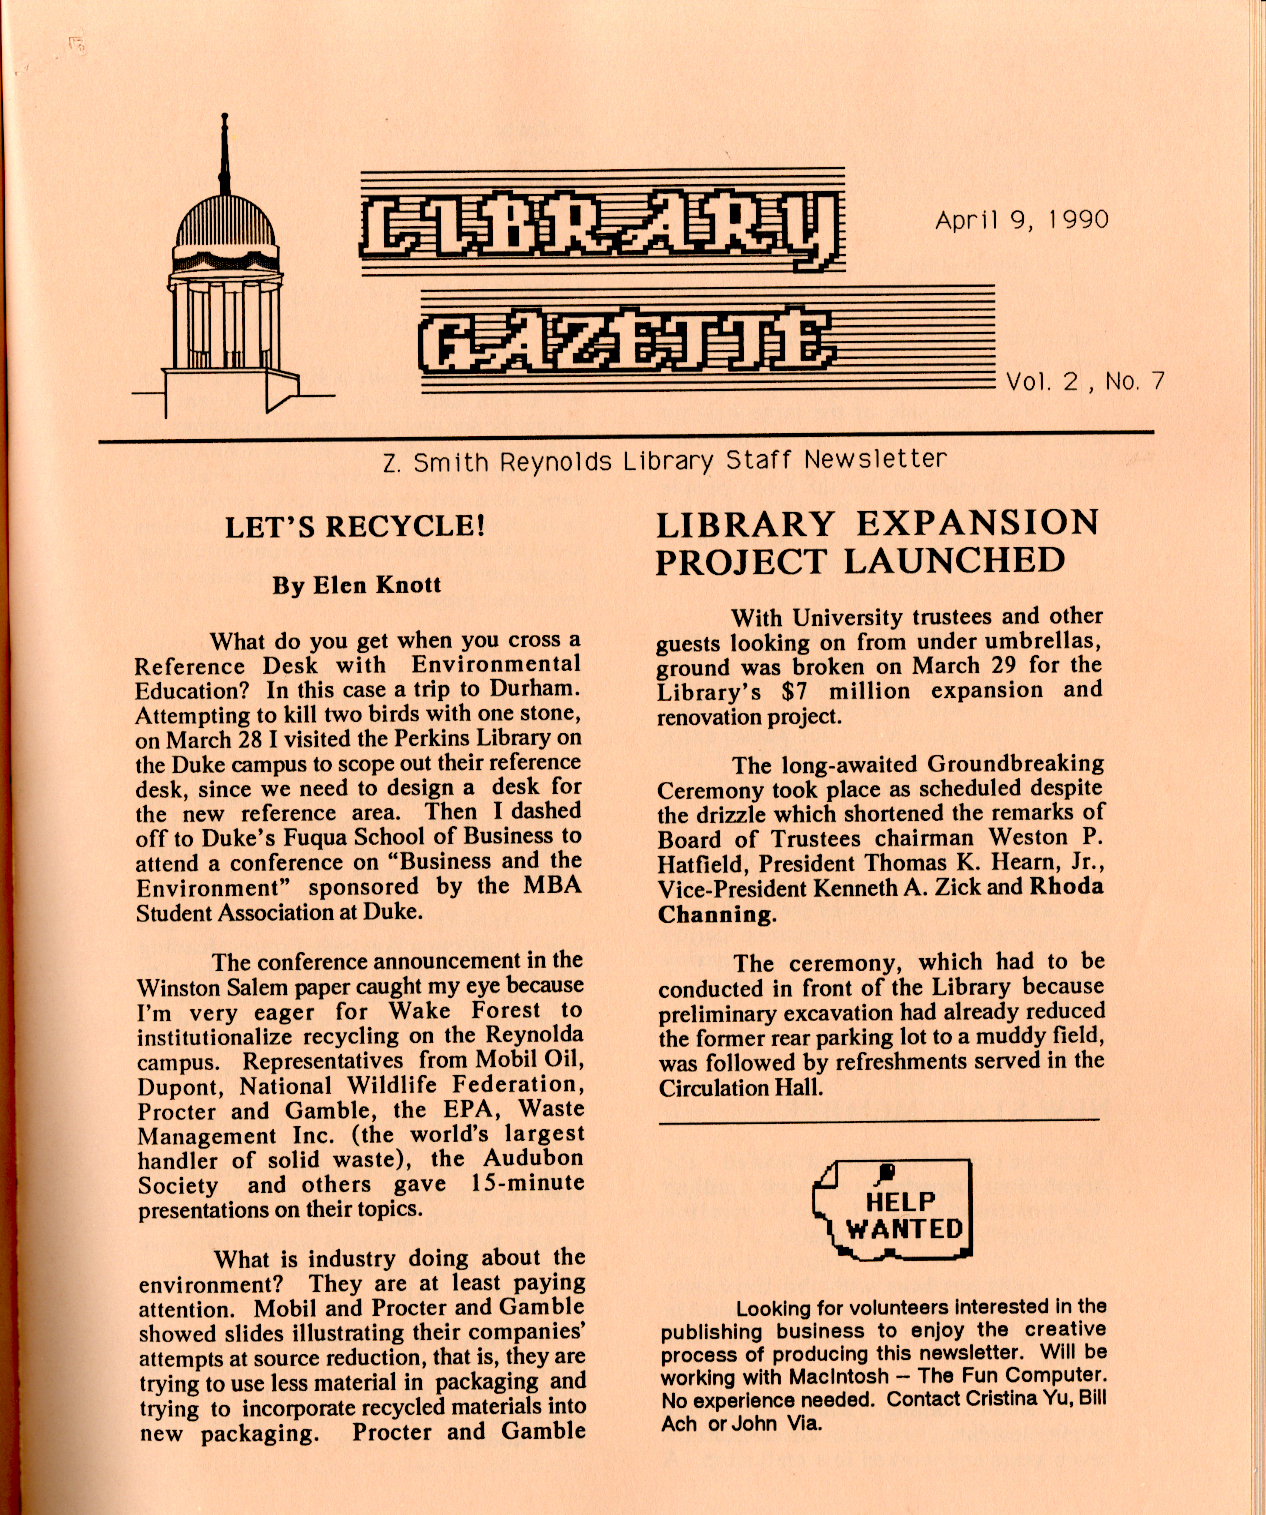 LIBRARY
GAZETTE
April 9, 1990
Vol. 2 , No. 7
Z. Smith Reynolds Library Staff Newsletter
LET'S RECYCLE!
By Elen Knott
What do you get when you cross a
Reference Desk with Environmental
Education? In this case a trip to Durham.
Attempting to kill two birds with one stone,
on March 28 I visited the Perkins Library on
the Duke campus to scope out their reference
desk, since we need to design a desk for
the new reference area. Then I dashed
off to Duke's Fuqua School of Business to
attend a conference on "Business and the
Environment" sponsored by the MBA
Student Association at Duke.
The conference announcement in the
Winston Salem paper caught my eye because
I'm very eager for Wake Forest to
institutionalize recycling on the Reynolda
campus. Representatives from Mobil Oil,
Dupont, National Wildlife Federation,
Procter and Gamble, the EPA, Waste
Management Inc. (the world's largest
handler of solid waste), the Audubon
Society and others gave 15-minute
presentations on their topics.
What is industry doing about the
environment? They are at least paying
attention. Mobil and Procter and Gamble
showed slides illustrating their companies'
attempts at source reduction, that is, they are
trying to use less material in packaging and
trying to incorporate recycled materials into
new packaging. Procter and Gamble
LIBRARY EXPANSION
PROJECT LAUNCHED
With University trustees and other
guests looking on from under umbrellas,
ground was broken on March 29 for the
Library's $7 million expansion and
renovation project.
The long-awaited Groundbreaking
Ceremony took place as scheduled despite
the drizzle which shortened the remarks of
Board of Trustees chairman Weston P.
Hatfield, President Thomas K. Hearn, Jr.,
Vice-President Kenneth A. Zick and Rhoda
Channing.
The ceremony, which had to be
conducted in front of the Library because
preliminary excavation had already reduced
the former rear parking lot to a muddy field,
was followed by refreshments served in the
Circulation Hall.
HELP
WANTED
Looking for volunteers interested in the
publishing business to enjoy the creative
process of producing this newsletter. Will be
working with MacIntosh – The Fun Computer.
No experience needed. Contact Cristina Yu, Bill
Ach or John Via.